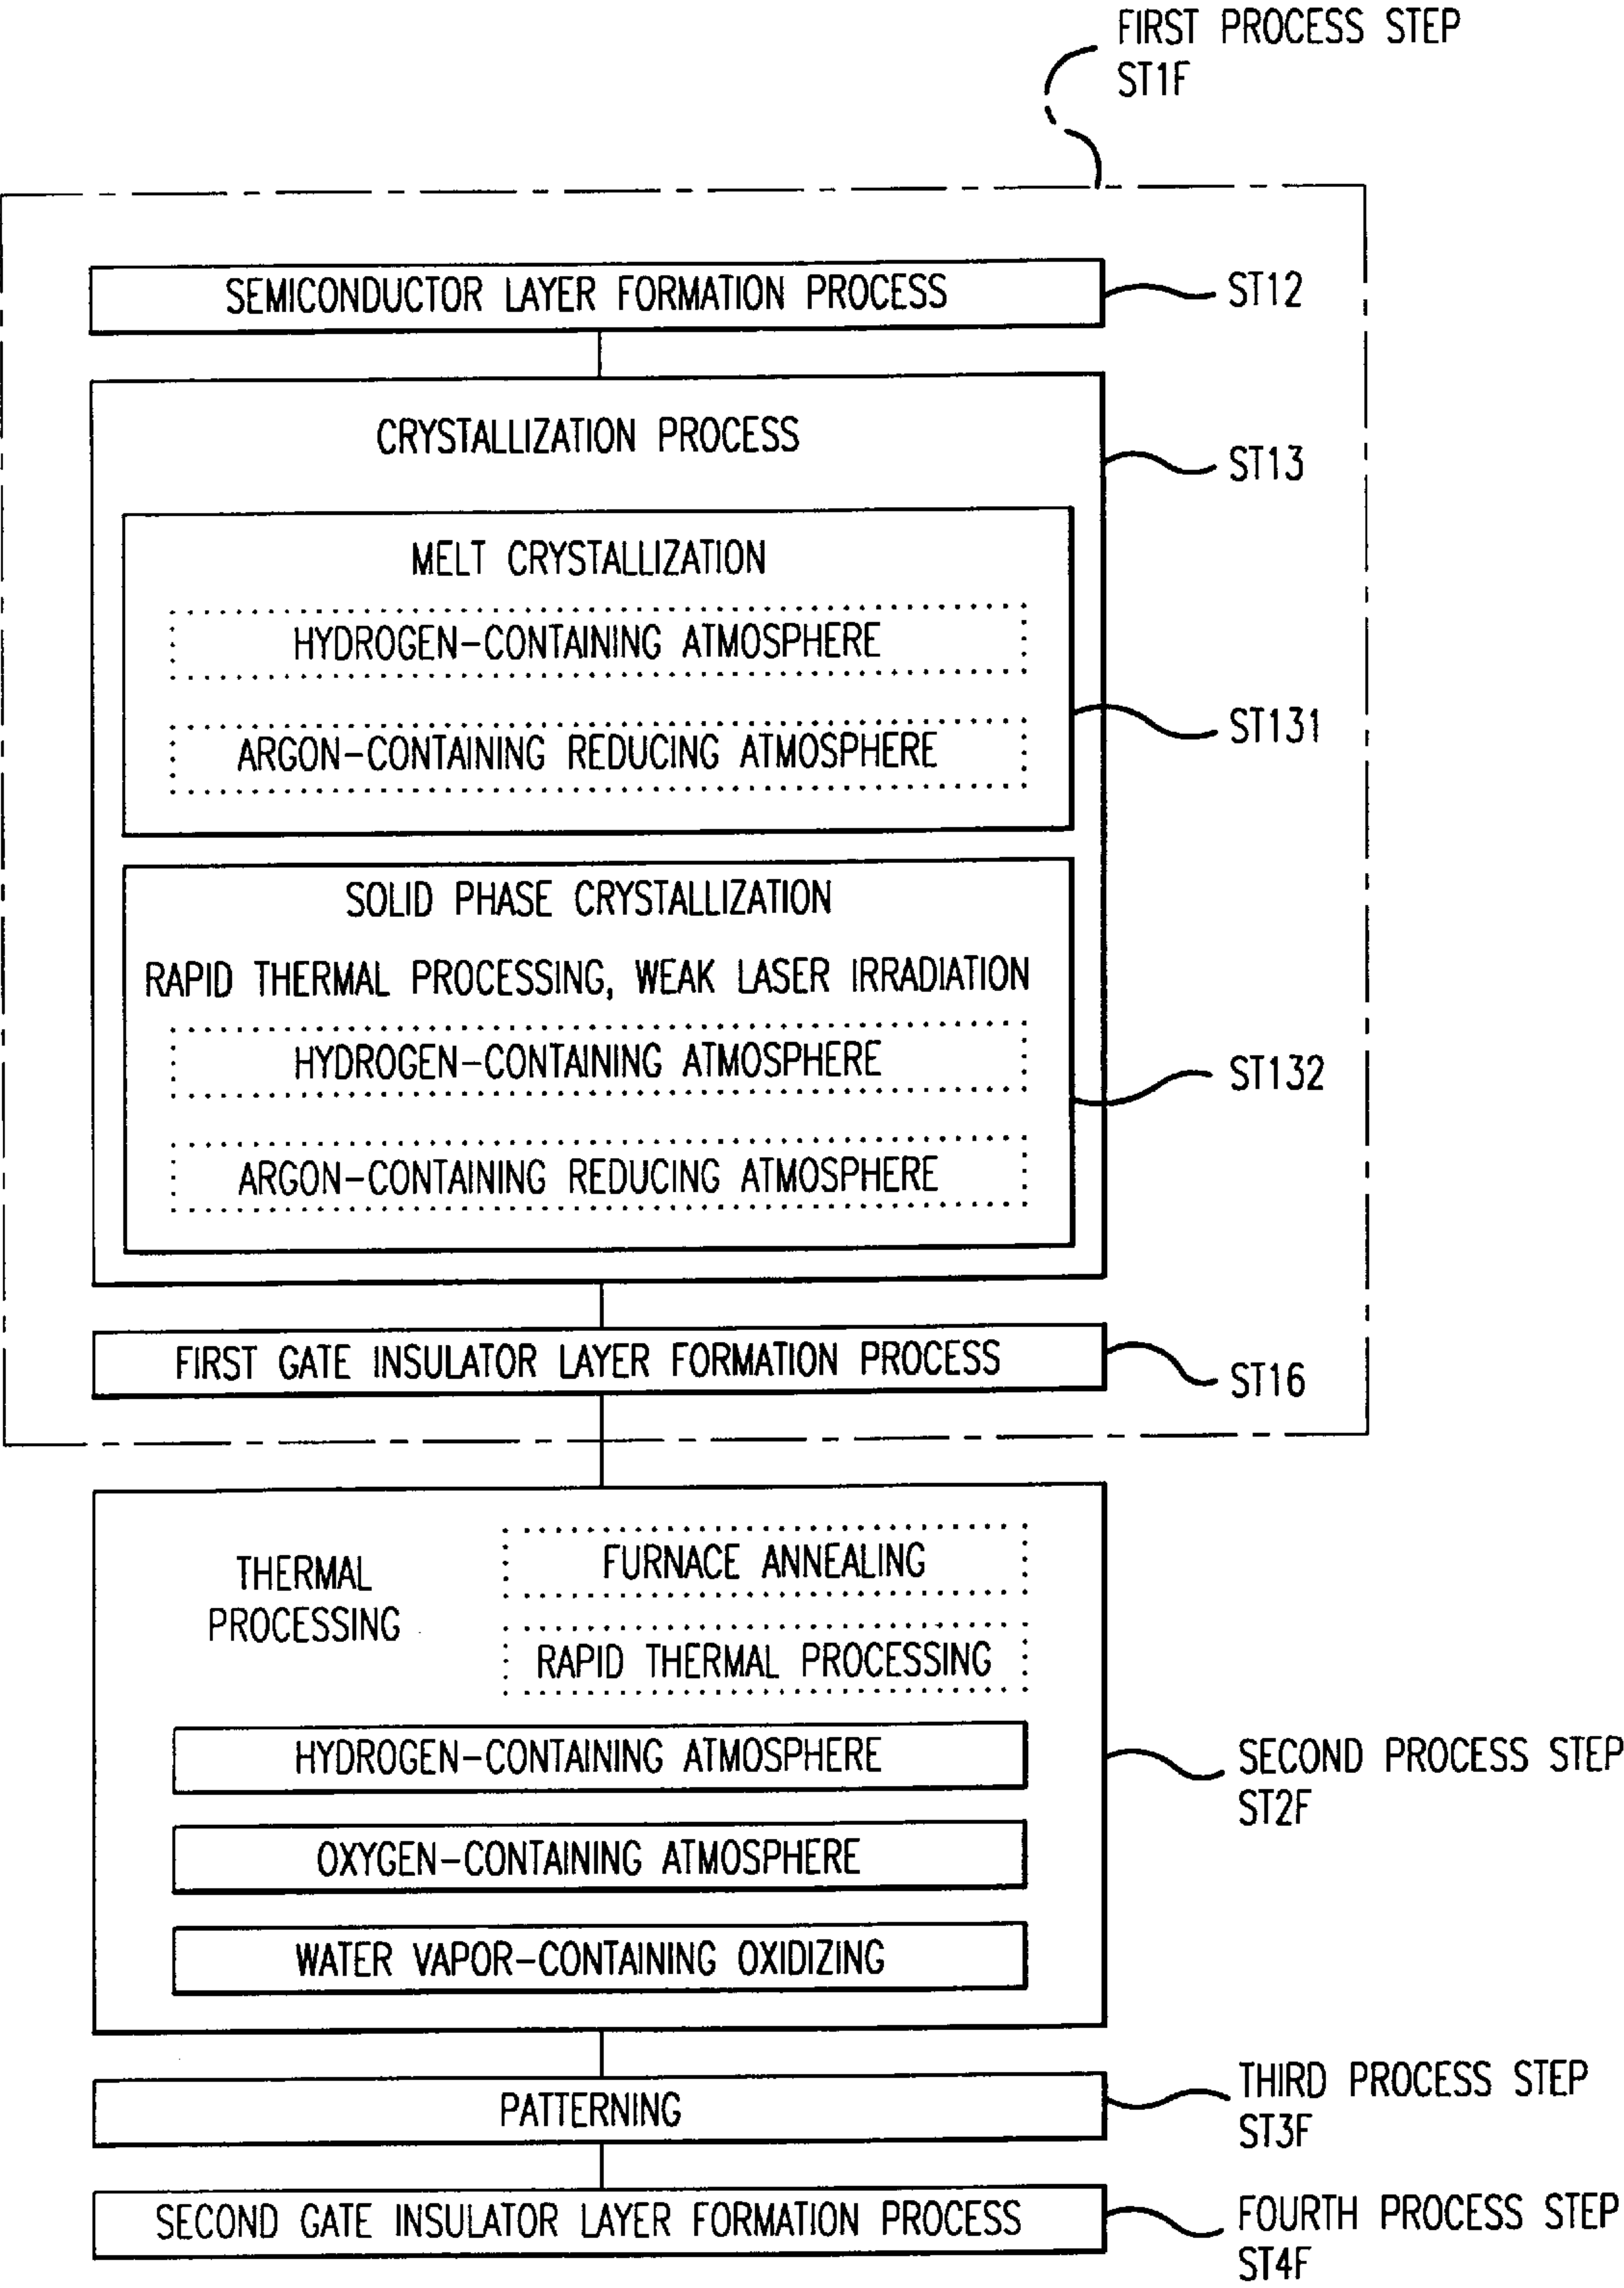 FIRST PROCESS STEP
ST1F
SEMICONDUCTOR LAYER FORMATION PROCESS
ST12
CRYSTALLIZATION PROCESS
ST13
MELT CRYSTALLIZATION
HYDROGEN-CONTAINING ATMOSPHERE
ARGON-CONTAINING REDUCING ATMOSPHERE
ST131
SOLID PHASE CRYSTALLIZATION
RAPID THERMAL PROCESSING, WEAK LASER IRRADIATION
HYDROGEN-CONTAINING ATMOSPHERE
ST132
ARGON-CONTAINING REDUCING ATMOSPHERE
FIRST GATE INSULATOR LAYER FORMATION PROCESS
ST16
THERMAL
PROCESSING
FURNACE ANNEALING
RAPID THERMAL PROCESSING
HYDROGEN-CONTAINING ATMOSPHERE
SECOND PROCESS STEP
ST2F
OXYGEN-CONTAINING ATMOSPHERE
WATER VAPOR-CONTAINING OXIDIZING
PATTERNING
THIRD PROCESS STEP
ST3F
SECOND GATE INSULATOR LAYER FORMATION PROCESS
FOURTH PROCESS STEP
ST4F